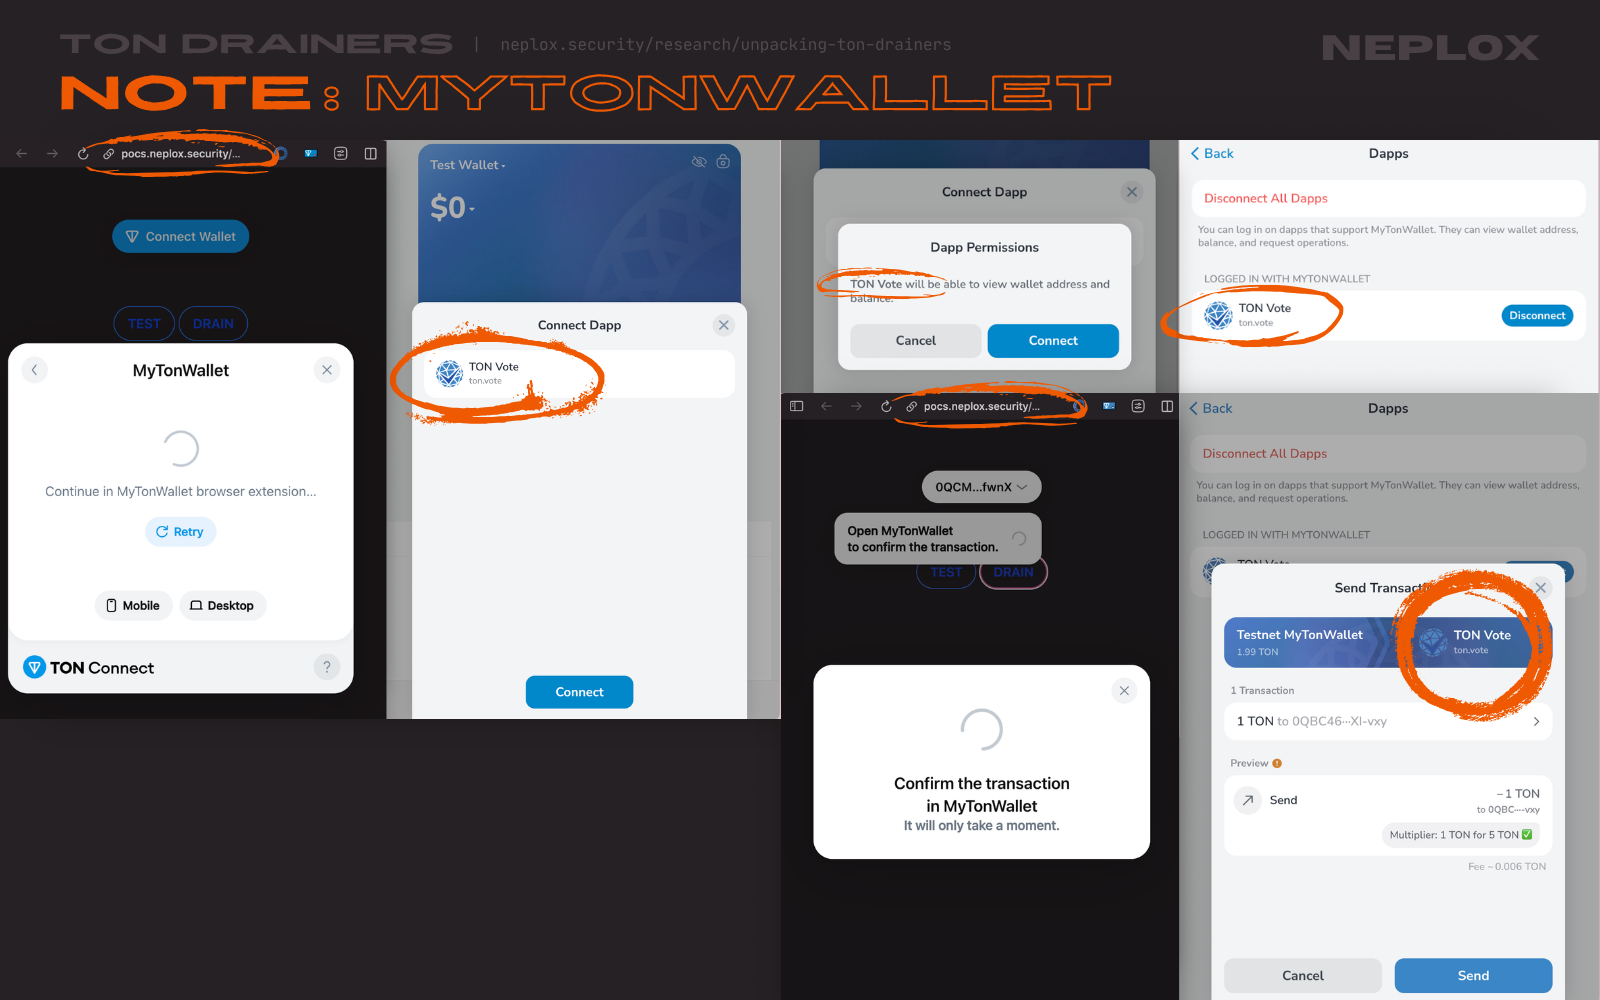 TON DRAINERS | neplox.security/research/unpacking-ton-drainers
NEPLOX
NOTE: MYTONWALLET
pocs.neplox.security/...
Connect Wallet
TEST
DRAIN
MyTonWallet
Continue in MyTonWallet browser extension...
Retry
Mobile
Desktop
TON Connect
?
Test Wallet
$0
Connect Dapp
TON Vote
ton.vote
Connect
Connect Dapp
Dapp Permissions
TON Vote will be able to view wallet address and
balance.
Cancel
Connect
Back
Dapps
Disconnect All Dapps
You can log in on dapps that support MyTonWallet. They can view wallet address,
balance, and request operations.
LOGGED IN WITH MYTONWALLET
TON Vote
ton.vote
Disconnect
pocs.neplox.security/...
0QCM...fwnX
Open MyTonWallet
to confirm the transaction.
TEST
DRAIN
Confirm the transaction
in MyTonWallet
It will only take a moment.
Back
Dapps
Disconnect All Dapps
You can log in on dapps that support MyTonWallet. They can view wallet address,
balance, and request operations.
LOGGED IN WITH MYTONWALLET
TON Vote
Send Transac
Testnet MyTonWallet
1.99 TON
TON Vote
ton.vote
1 Transaction
1 TON to 0QBC46···XI-vxy
Preview
Send
− 1 TON
to 0QBC···-vxy
Multiplier: 1 TON for 5 TON ✅
Fee ~ 0.006 TON
Cancel
Send